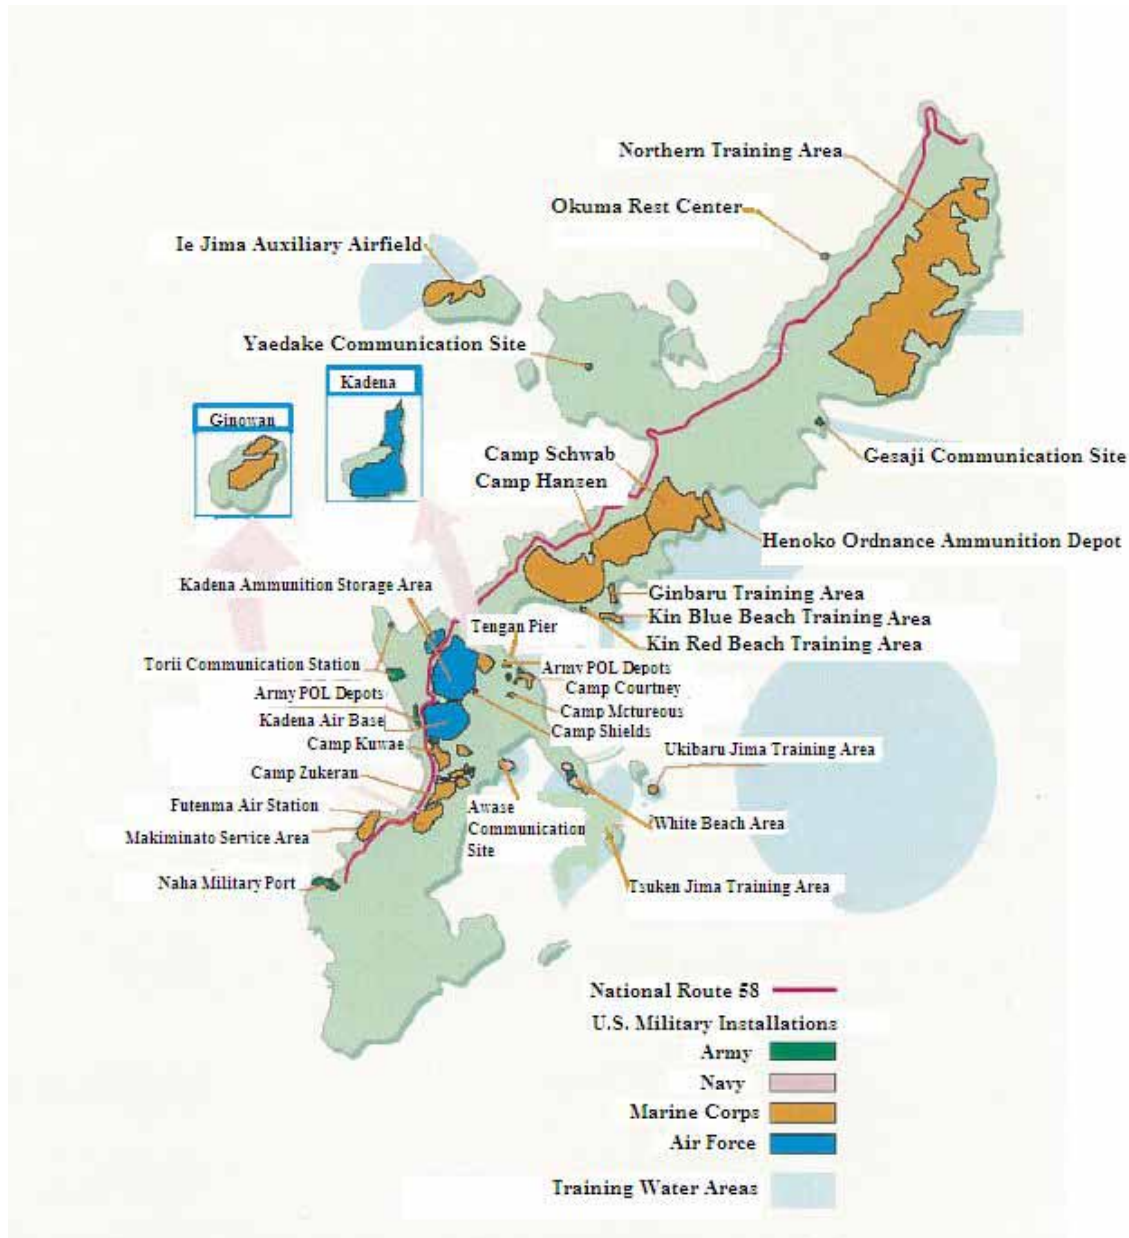 Northern Training Area
Okuma Rest Center
Ie Jima Auxiliary Airfield
Yaedake Communication Site
Kadena
Ginowan
Camp Schwab
Camp Hansen
Gesaji Communication Site
Henoko Ordnance Ammunition Depot
Kadena Ammunition Storage Area
Ginbaru Training Area
Kin Blue Beach Training Area
Kin Red Beach Training Area
Tengan Pier
Torii Communication Station
Army POL Depots
Army POL Depots
Camp Courtney
Kadena Air Base
Camp Mctureous
Camp Shields
Camp Kuwae
Ukibaru Jima Training Area
Camp Zukeran
Futenma Air Station
Awase
Communication
Site
White Beach Area
Makiminato Service Area
Naha Military Port
Tsuken Jima Training Area
National Route 58
U.S. Military Installations
Army
Navy
Marine Corps
Air Force
Training Water Areas